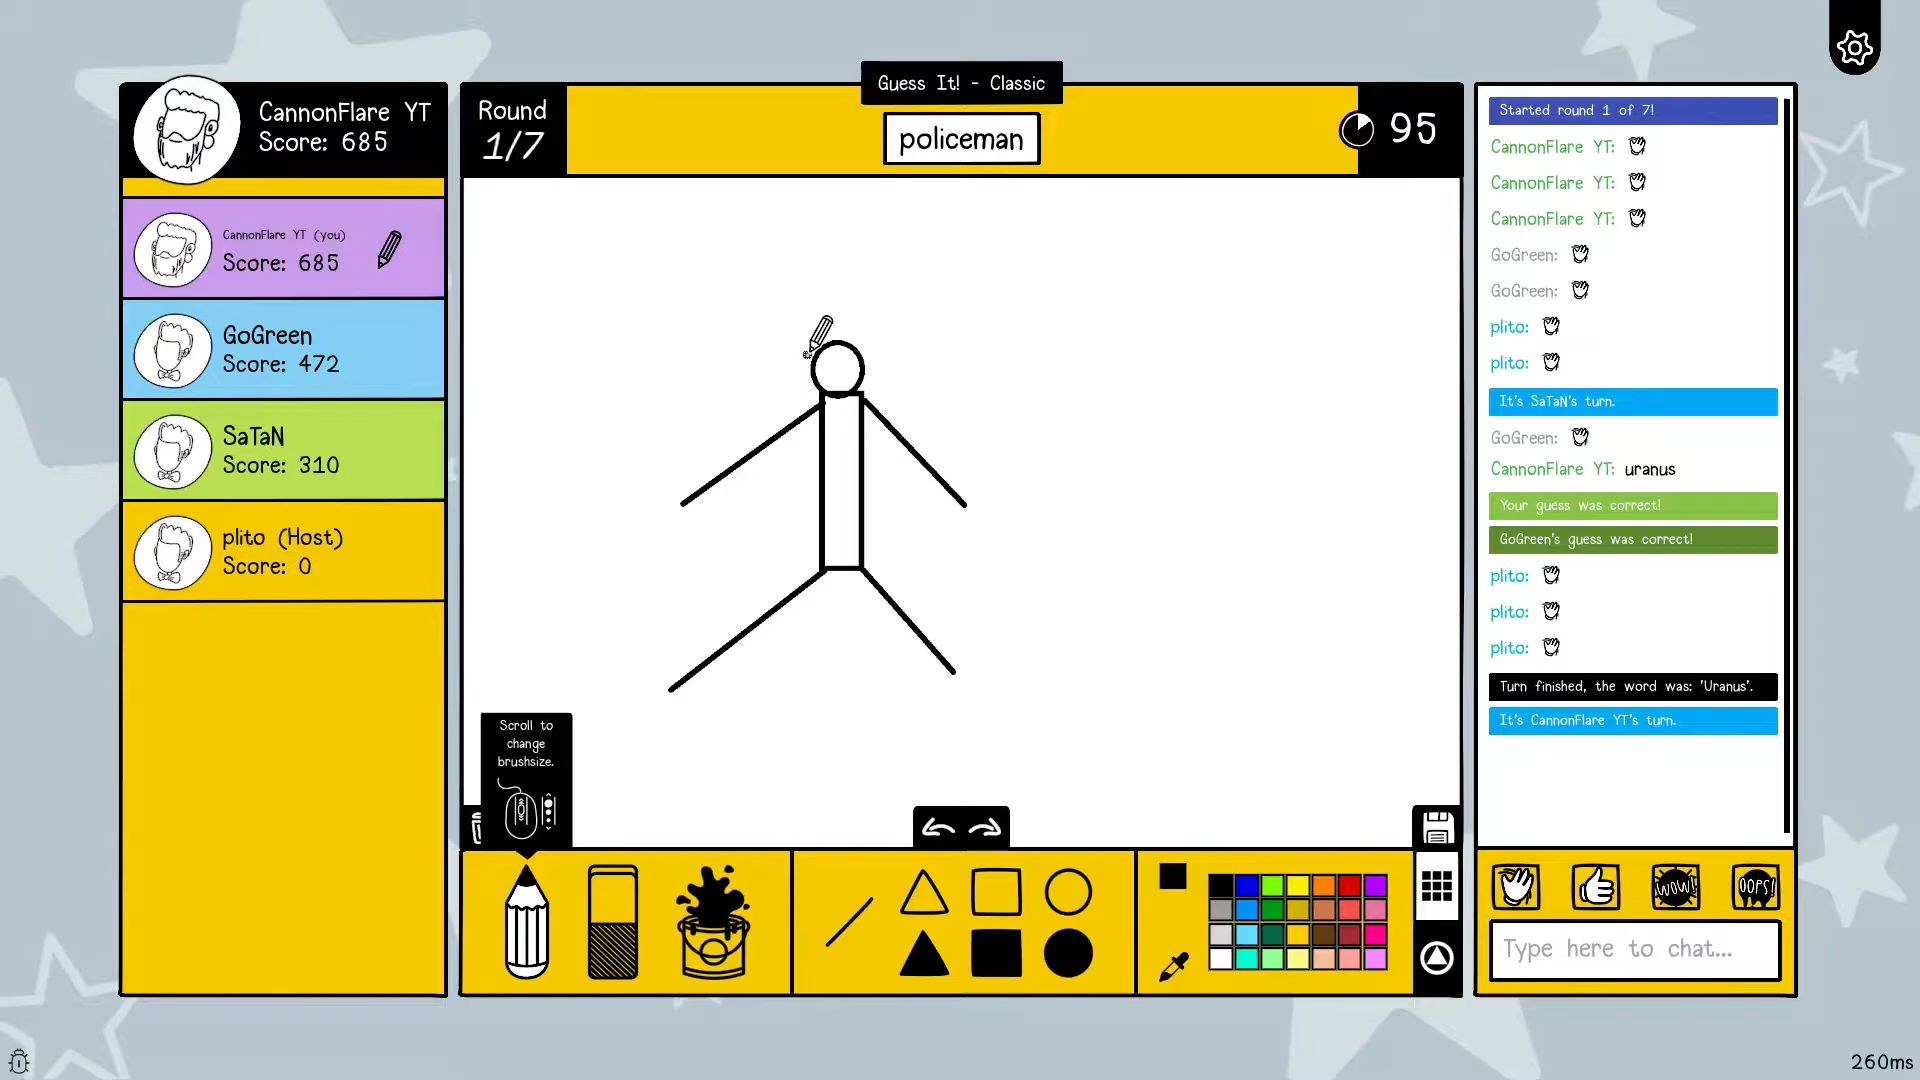 CannonFlare YT
Score: 685
CannonFlare YT (you)
Score: 685
GoGreen
Score: 472
SaTaN
Score: 310
plito (Host)
Score: 0
Guess It! - Classic
Round
1/7
policeman
95
Scroll to
change
brushsize.
Started round 1 of 7!
CannonFlare YT:
CannonFlare YT:
CannonFlare YT:
GoGreen:
GoGreen:
plito:
plito:
It's SaTaN's turn.
GoGreen:
CannonFlare YT: uranus
Your guess was correct!
GoGreen's guess was correct!
plito:
plito:
plito:
Turn finished, the word was: 'Uranus'.
It's CannonFlare YT's turn.
WOW!
OOPS!
Type here to chat...
260ms